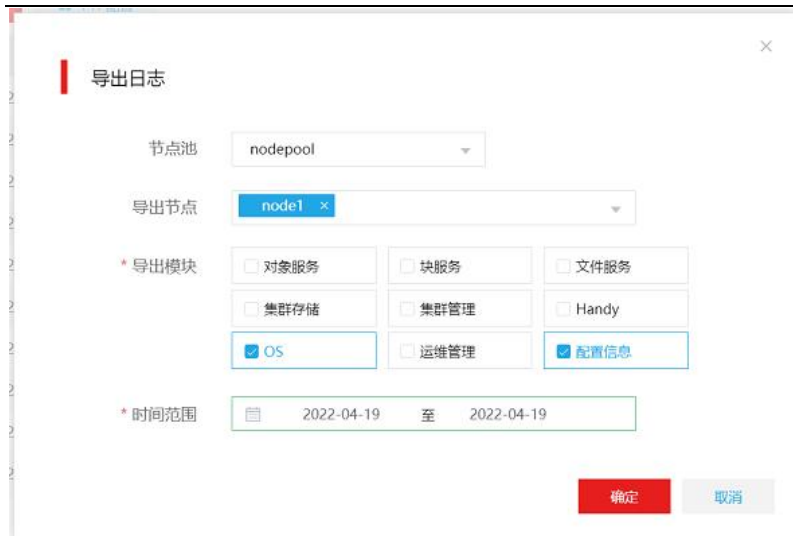 导出日志
节点池 nodepool
导出节点 node1 ×
* 导出模块 对象服务 块服务 文件服务
集群存储 集群管理 Handy
OS 运维管理 配置信息
* 时间范围 2022-04-19 至 2022-04-19
确定 取消